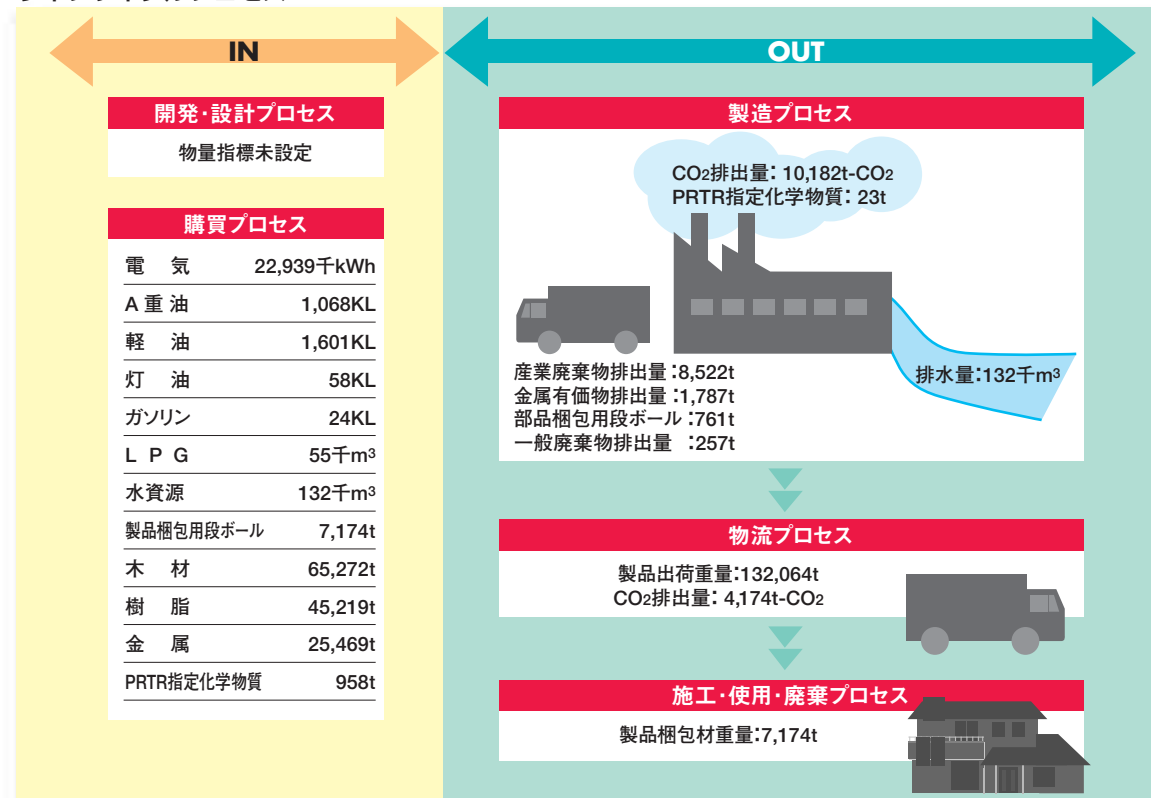 IN
OUT
開発・設計プロセス
物量指標未設定
購買プロセス
電 気 22,939千kWh
A重油 1,068KL
軽 油 1,601KL
灯 油 58KL
ガソリン 24KL
LPG 55千m³
水資源 132千m³
製品梱包用段ボール 7,174t
木 材 65,272t
樹 脂 45,219t
金 属 25,469t
PRTR指定化学物質 958t
製造プロセス
CO₂排出量：10,182t-CO₂
PRTR指定化学物質：23t
産業廃棄物排出量：8,522t
金属有価物排出量：1,787t
部品梱包用段ボール：761t
一般廃棄物排出量 ：257t
排水量：132千m³
物流プロセス
製品出荷重量：132,064t
CO₂排出量：4,174t-CO₂
施工・使用・廃棄プロセス
製品梱包材重量：7,174t